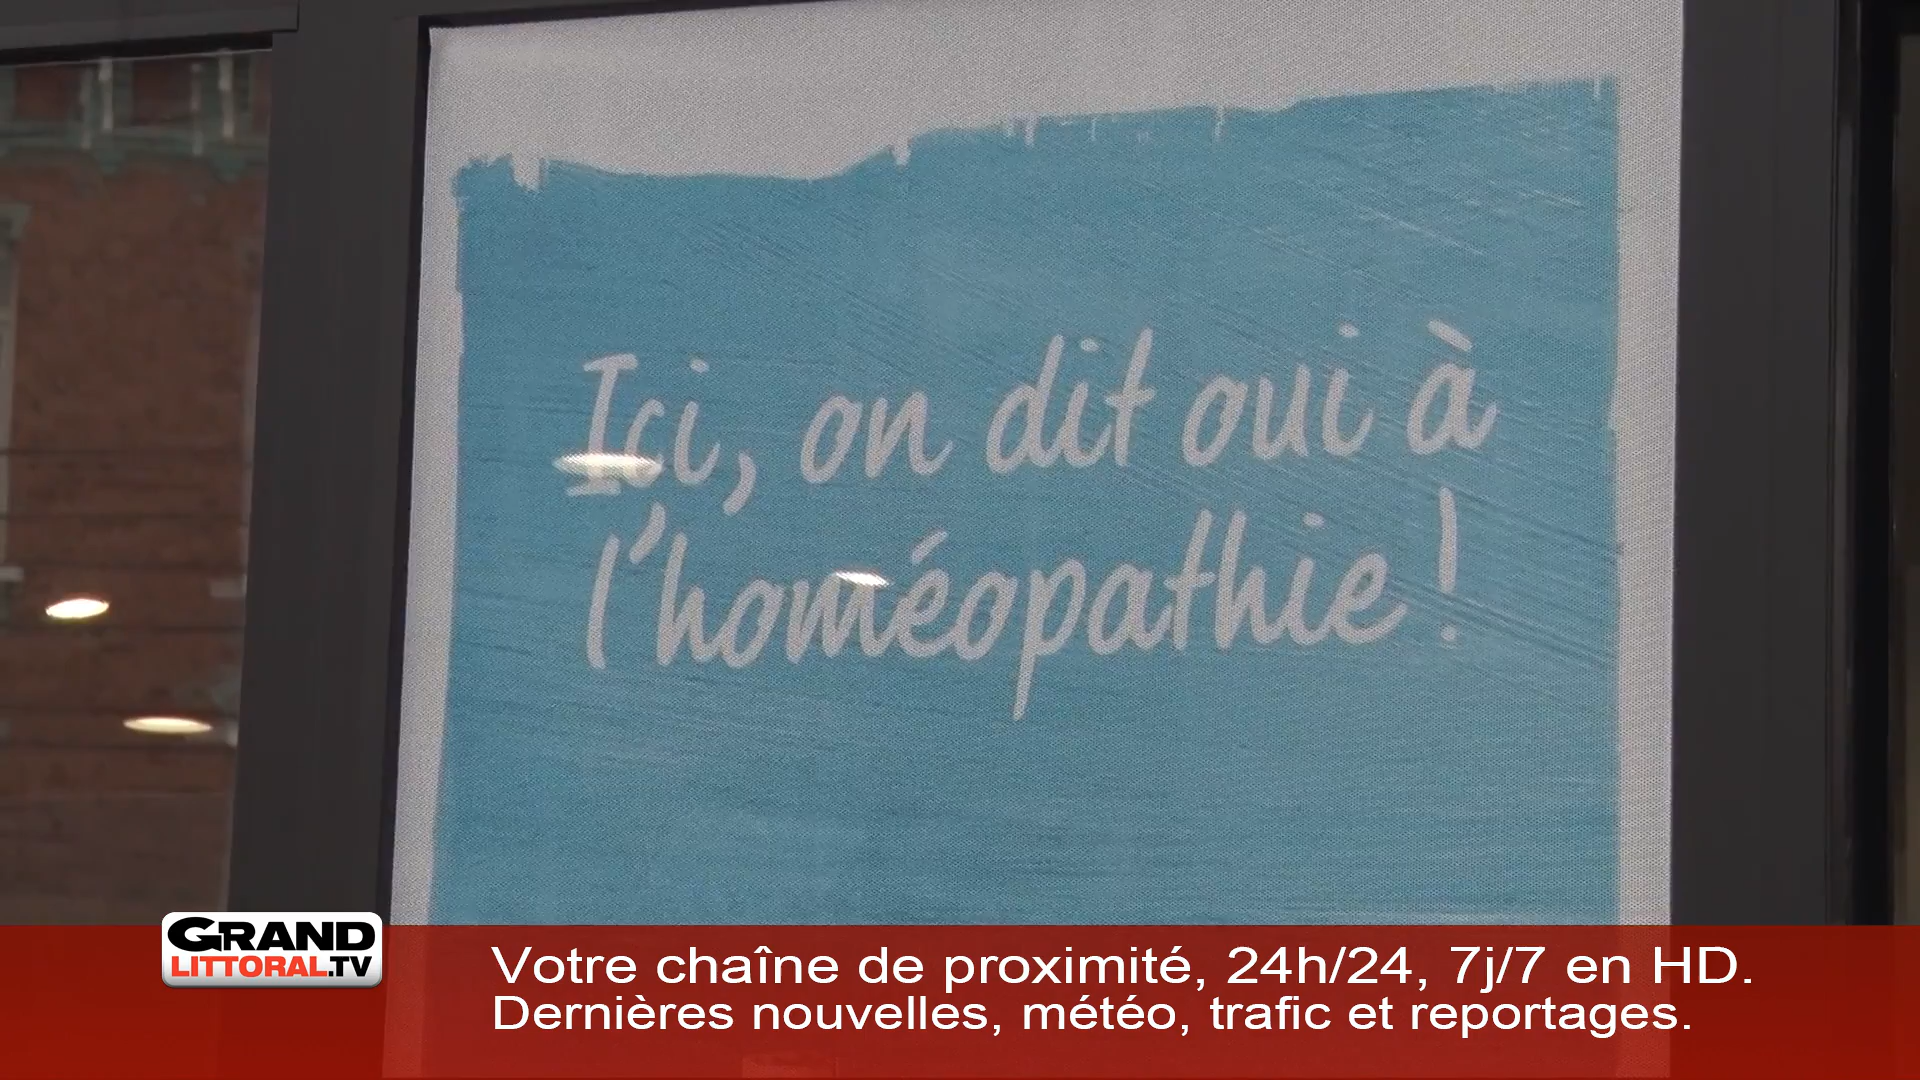 Ici, on dit oui à
l'homéopathie !
GRAND
LITTORAL.TV
Votre chaîne de proximité, 24h/24, 7j/7 en HD.
Dernières nouvelles, météo, trafic et reportages.